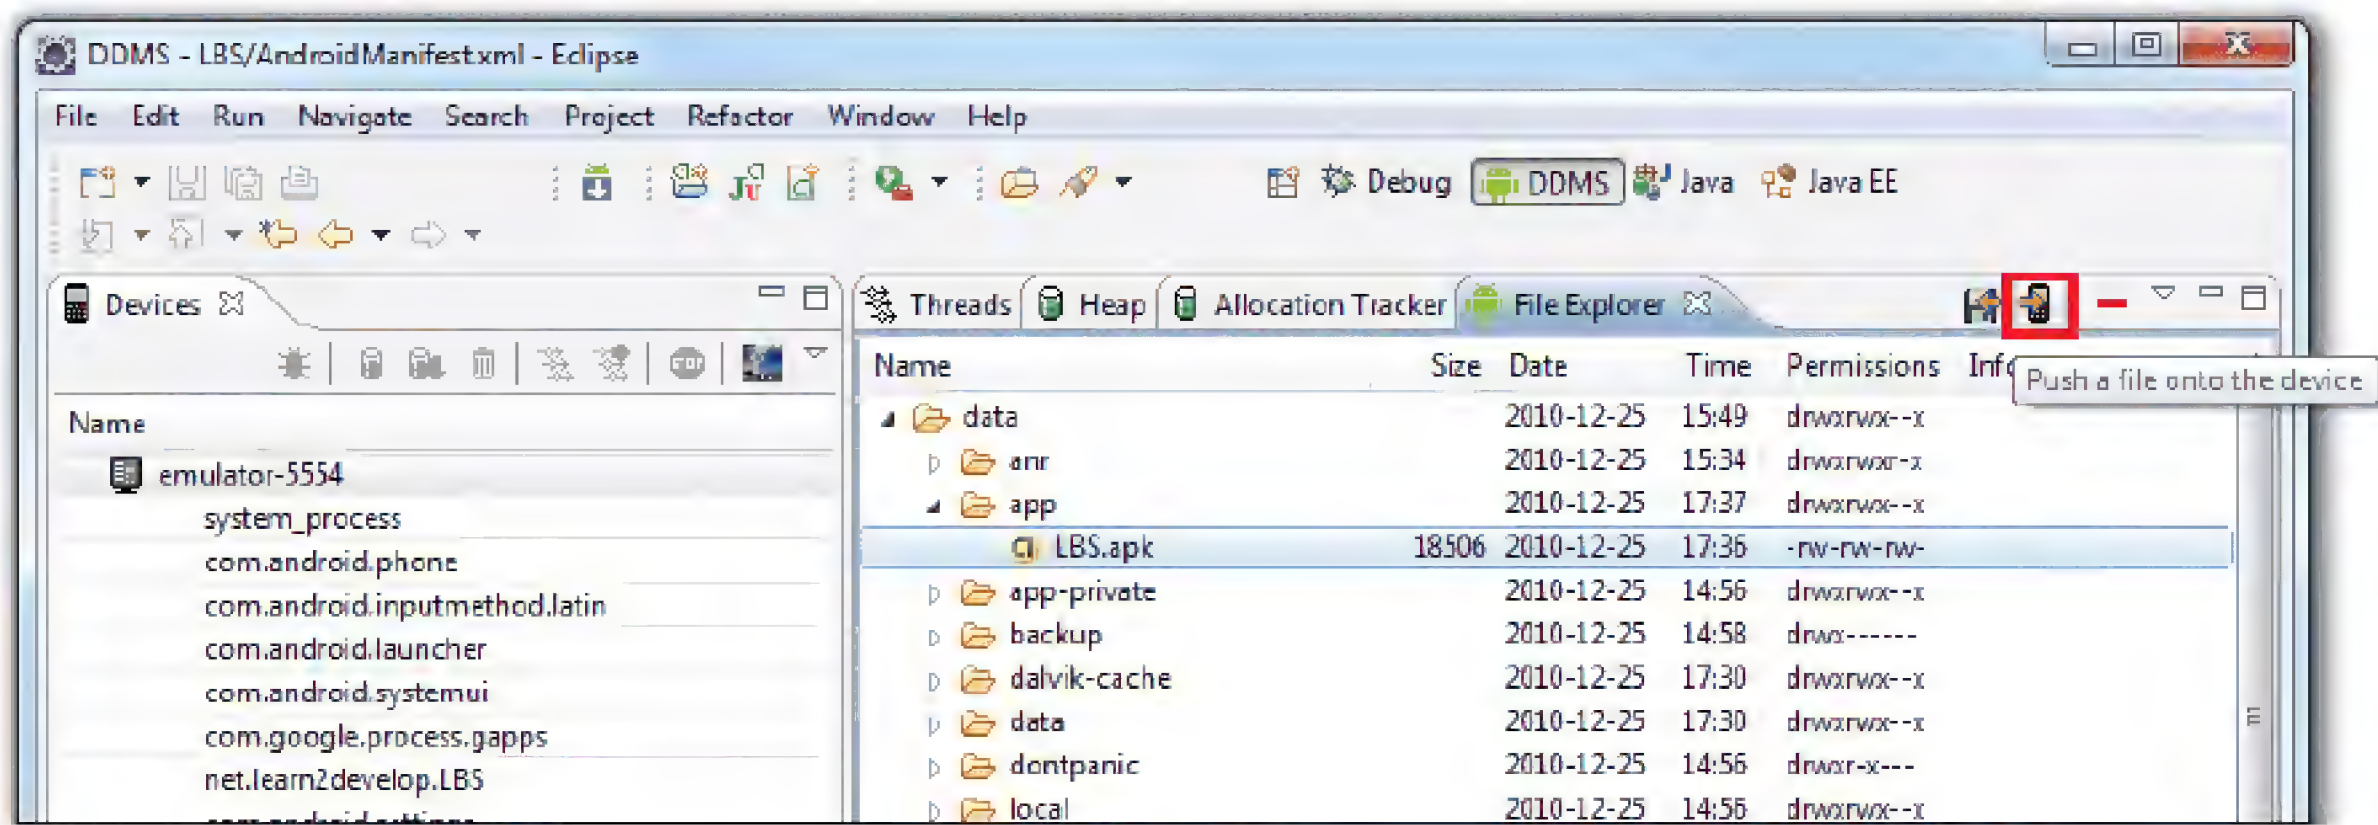 DDMS - LBS/AndroidManifest.xml - Eclipse
File Edit Run Navigate Search Project Refactor Window Help
Debug DDMS Java Java EE
Devices
Name
emulator-5554
system_process
com.android.phone
com.android.inputmethod.latin
com.android.launcher
com.android.systemui
com.google.process.gapps
net.learn2develop.LBS
Threads Heap Allocation Tracker File Explorer
Push a file onto the device
Name Size Date Time Permissions
data 2010-12-25 15:49 drwxrwx--x
anr 2010-12-25 15:34 drwxrwxr-x
app 2010-12-25 17:37 drwxrwx--x
LBS.apk 18506 2010-12-25 17:36 -rw-rw-rw-
app-private 2010-12-25 14:56 drwxrwx--x
backup 2010-12-25 14:58 drwx------
dalvik-cache 2010-12-25 17:30 drwxrwx--x
data 2010-12-25 17:30 drwxrwx--x
dontpanic 2010-12-25 14:56 drwxr-x---
local 2010-12-25 14:56 drwxrwx--x